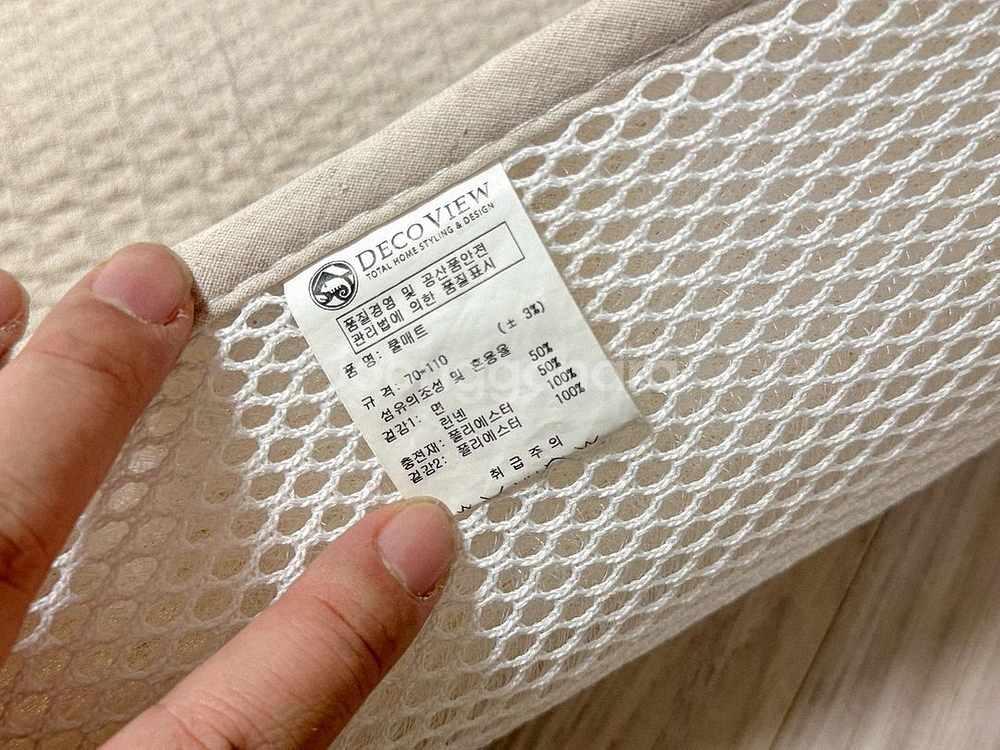 DECOVIEW
TOTAL HOME STYLING & DESIGN
품질경영 및 공산품안전
관리법에 의한 품질표시
품 명: 쿨매트
규 격: 70*110 (± 3%)
섬유의조성 및 혼용율
겉감1: 면 50%
린넨 50%
충전재: 폴리에스터 100%
겉감2: 폴리에스터 100%
취급주의